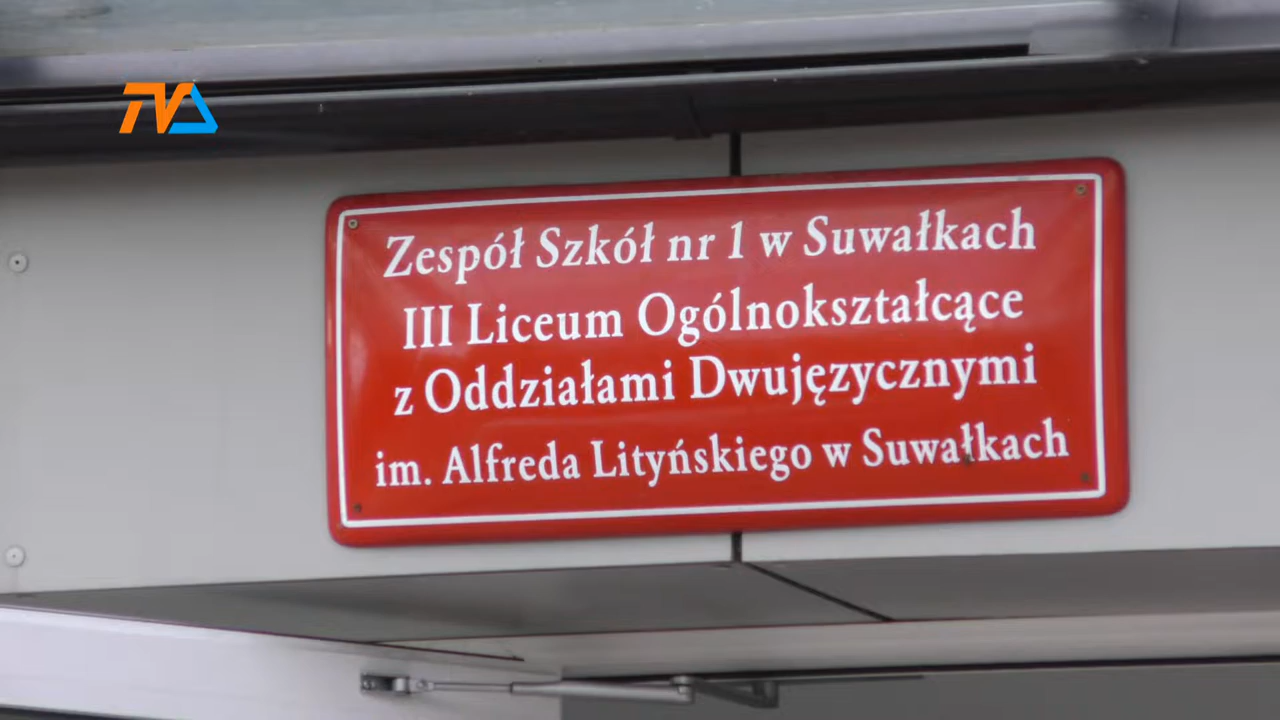 TVS
Zespół Szkół nr 1 w Suwałkach
III Liceum Ogólnokształcące
z Oddziałami Dwujęzycznymi
im. Alfreda Lityńskiego w Suwałkach